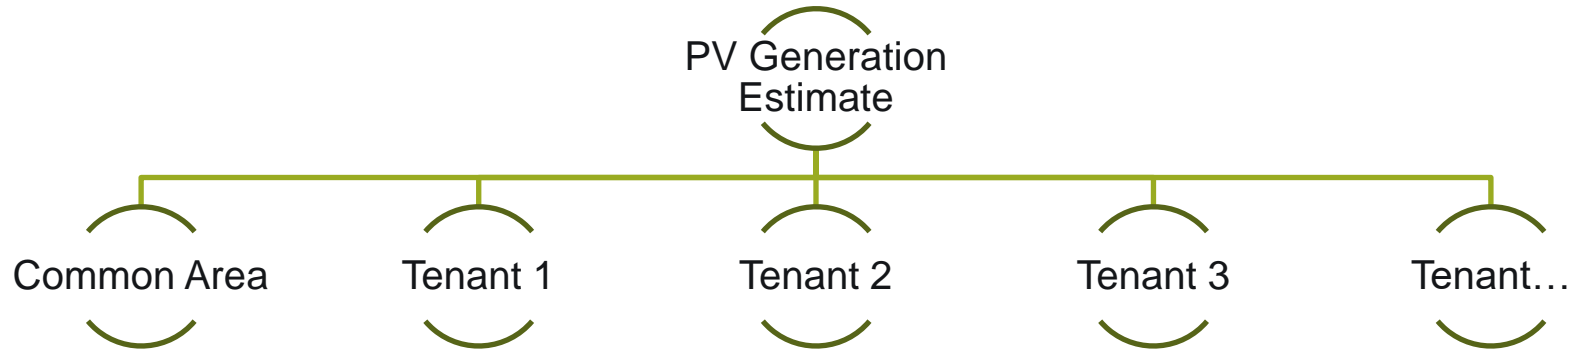 PV Generation
Estimate
Common Area
Tenant 1
Tenant 2
Tenant 3
Tenant…